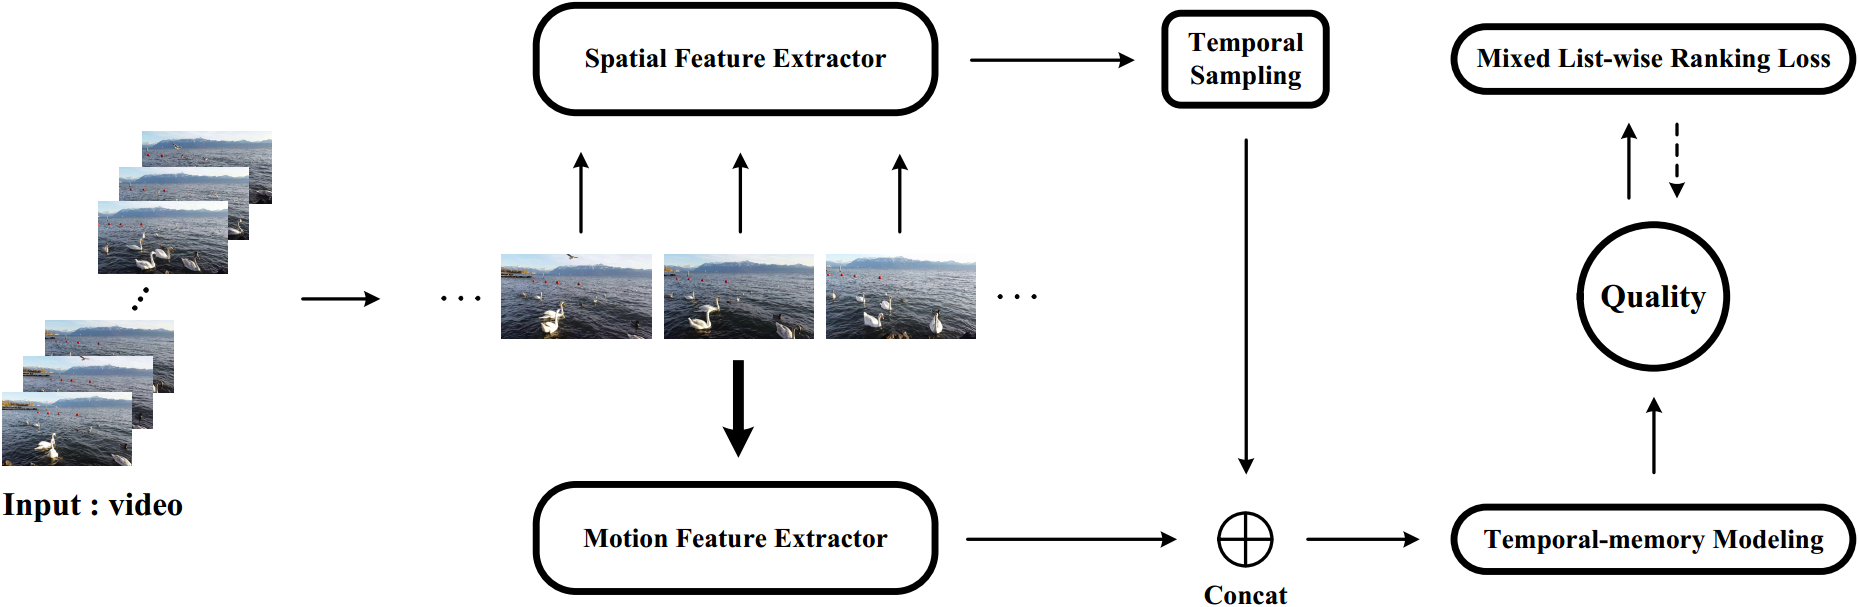 Spatial Feature Extractor
Temporal
Sampling
Mixed List-wise Ranking Loss
Quality
Input : video
Motion Feature Extractor
Concat
Temporal-memory Modeling